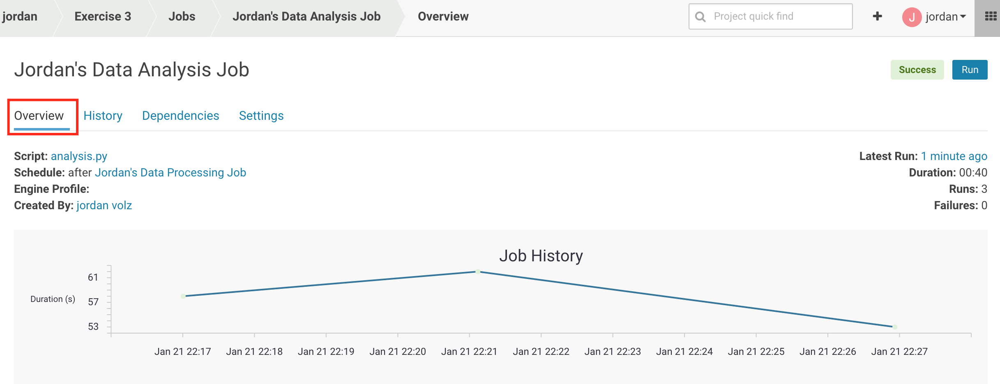 jordan Exercise 3 Jobs Jordan's Data Analysis Job Overview Project quick find + J jordan
Jordan's Data Analysis Job Success Run
Overview History Dependencies Settings
Script: analysis.py Latest Run: 1 minute ago
Schedule: after Jordan's Data Processing Job Duration: 00:40
Engine Profile: Runs: 3
Created By: jordan volz Failures: 0
Job History
61
Duration (s)
57
53
Jan 21 22:17 Jan 21 22:18 Jan 21 22:19 Jan 21 22:20 Jan 21 22:21 Jan 21 22:22 Jan 21 22:23 Jan 21 22:24 Jan 21 22:25 Jan 21 22:26 Jan 21 22:27